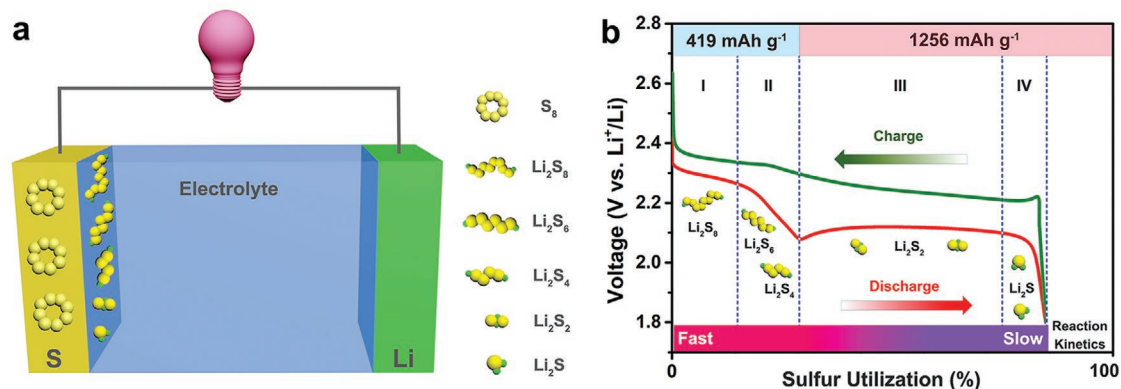 a
Electrolyte
S
Li
S₈
Li₂S₈
Li₂S₆
Li₂S₄
Li₂S₂
Li₂S
b
419 mAh g⁻¹
1256 mAh g⁻¹
I
II
III
IV
Charge
Li₂S₈
Li₂S₆
Li₂S₄
Li₂S₂
Li₂S
Discharge
Fast
Slow
Reaction
Kinetics
2.8
2.6
2.4
2.2
2.0
1.8
Voltage (V vs. Li⁺/Li)
0
100
Sulfur Utilization (%)